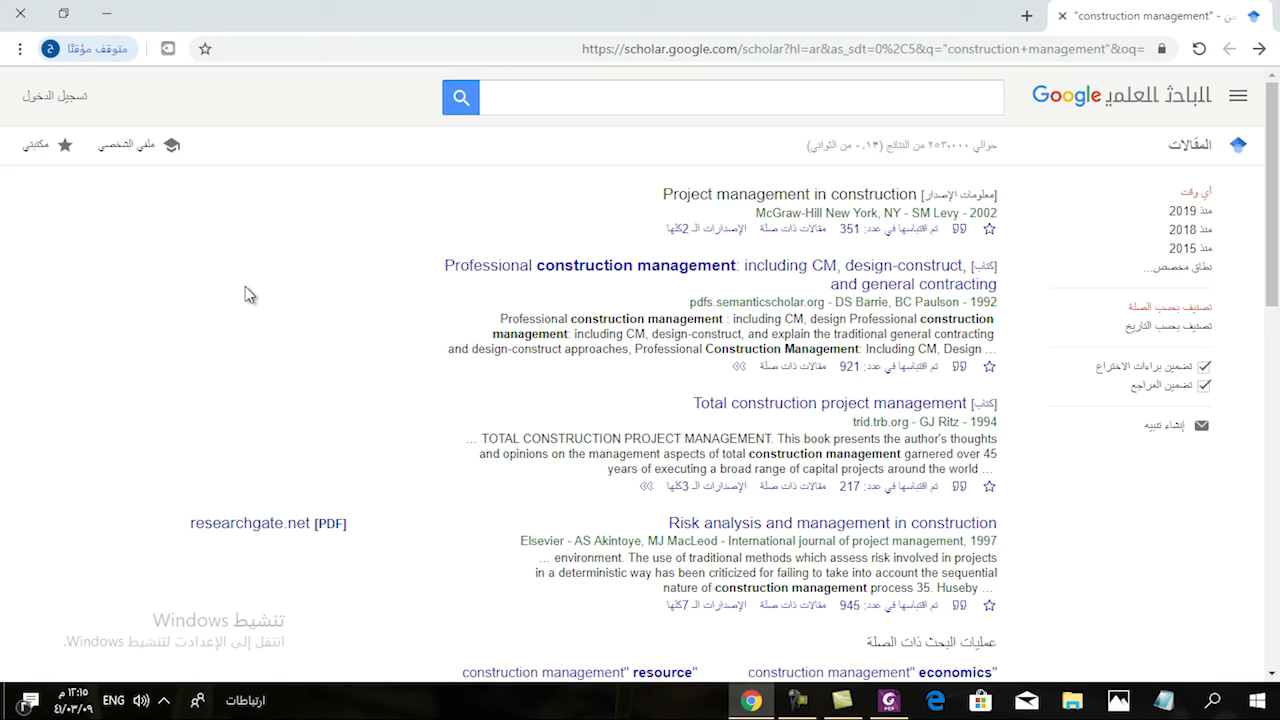 "construction management" - من
متوقف مؤقتًا
https://scholar.google.com/scholar?hl=ar&as_sdt=0%2C5&q="construction+management"&oq=
الباحث العلمي Google
تسجيل الدخول
المقالات
حوالي ٢٥٣٠٠٠٠ من النتائج (٠,١٣ من الثواني)
ملفي الشخصي
مكتبتي
أي وقت
منذ 2019
منذ 2018
منذ 2015
نطاق مخصص...
تصنيف بحسب الصلة
تصنيف بحسب التاريخ
تضمين براءات الاختراع
تضمين المراجع
إنشاء تنبيه
[معلومات الإصدار] Project management in construction
McGraw-Hill New York, NY - SM Levy - 2002
تم اقتباسها في عدد: 351 مقالات ذات صلة الإصدارات الـ 2كلها
[كتاب] Professional construction management: including CM, design-construct,
and general contracting
pdfs.semanticscholar.org - DS Barrie, BC Paulson - 1992
Professional construction management : including CM, design Professional construction
management: including CM, design-construct, and explain the traditional general contracting
and design-construct approaches, Professional Construction Management: Including CM, Design ...
تم اقتباسها في عدد: 921 مقالات ذات صلة
[كتاب] Total construction project management
trid.trb.org - GJ Ritz - 1994
... TOTAL CONSTRUCTION PROJECT MANAGEMENT. This book presents the author's thoughts
and opinions on the management aspects of total construction management garnered over 45
years of executing a broad range of capital projects around the world ...
تم اقتباسها في عدد: 217 مقالات ذات صلة الإصدارات الـ 3كلها
Risk analysis and management in construction
researchgate.net [PDF]
Elsevier - AS Akintoye, MJ MacLeod - International journal of project management, 1997
... environment. The use of traditional methods which assess risk involved in projects
in a deterministic way has been criticized for failing to take into account the sequential
nature of construction management process 35. Huseby ...
تم اقتباسها في عدد: 945 مقالات ذات صلة الإصدارات الـ 7كلها
عمليات البحث ذات الصلة
construction management" economics"
construction management" resource"
تنشيط Windows
انتقل إلى الإعدادت لتنشيط Windows.
ارتباطات
ENG
١٢:١٥ م
٤١/٠٣/٠٩